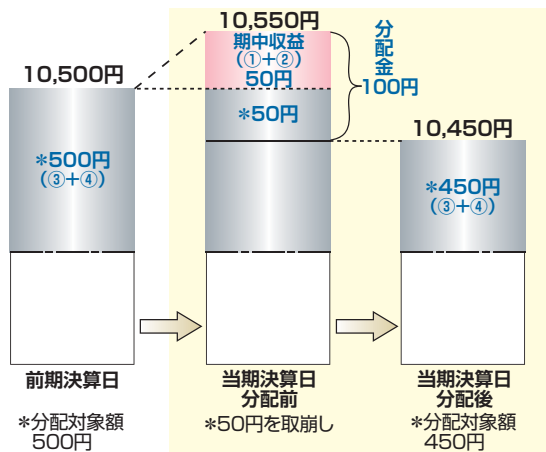 10,500円
*500円
(③+④)
前期決算日
*分配対象額
500円
10,550円
期中収益
(①+②)
50円
*50円
分配金
100円
当期決算日
分配前
*50円を取崩し
10,450円
*450円
(③+④)
当期決算日
分配後
*分配対象額
450円